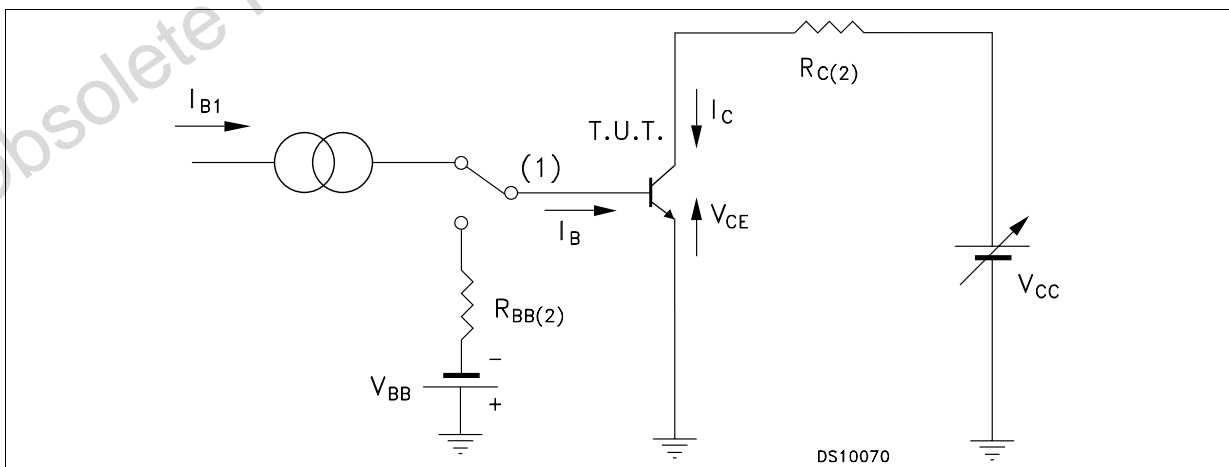 obsolete
I_B1
R_C(2)
I_C
T.U.T.
(1)
I_B
V_CE
R_BB(2)
V_CC
V_BB
−
+
DS10070